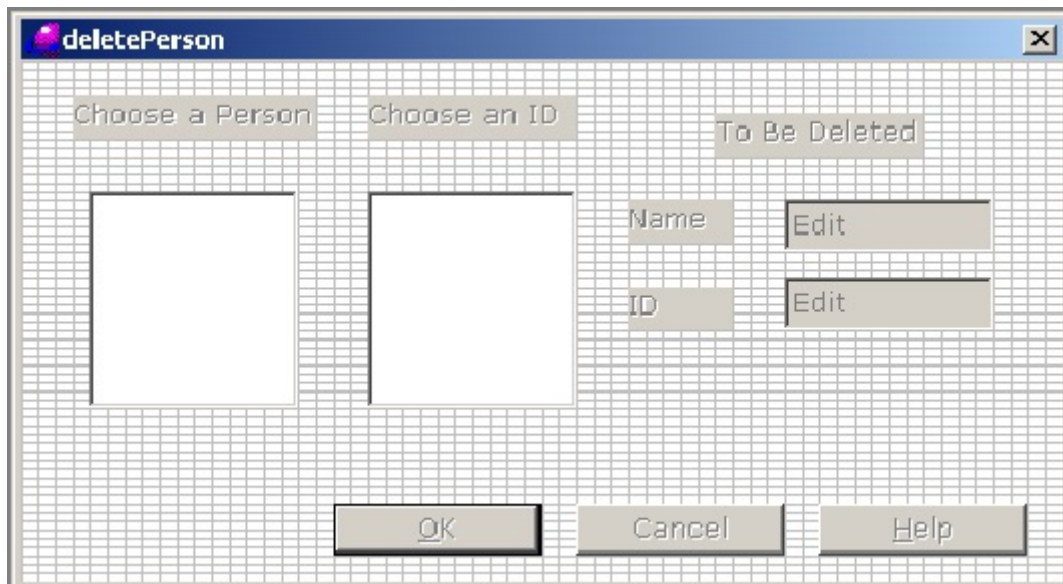 deletePerson
Choose a Person
Choose an ID
To Be Deleted
Name
Edit
ID
Edit
OK
Cancel
Help